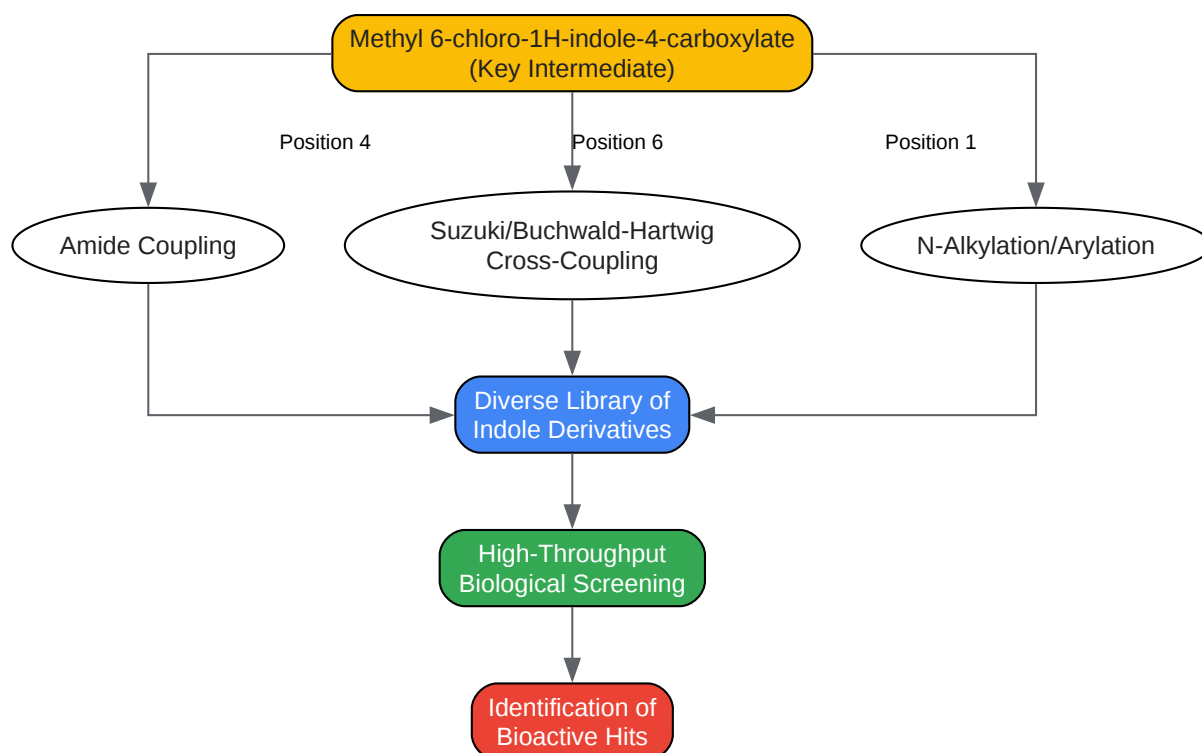 Methyl 6-chloro-1H-indole-4-carboxylate
(Key Intermediate)
Position 4
Position 6
Position 1
Amide Coupling
Suzuki/Buchwald-Hartwig
Cross-Coupling
N-Alkylation/Arylation
Diverse Library of
Indole Derivatives
High-Throughput
Biological Screening
Identification of
Bioactive Hits